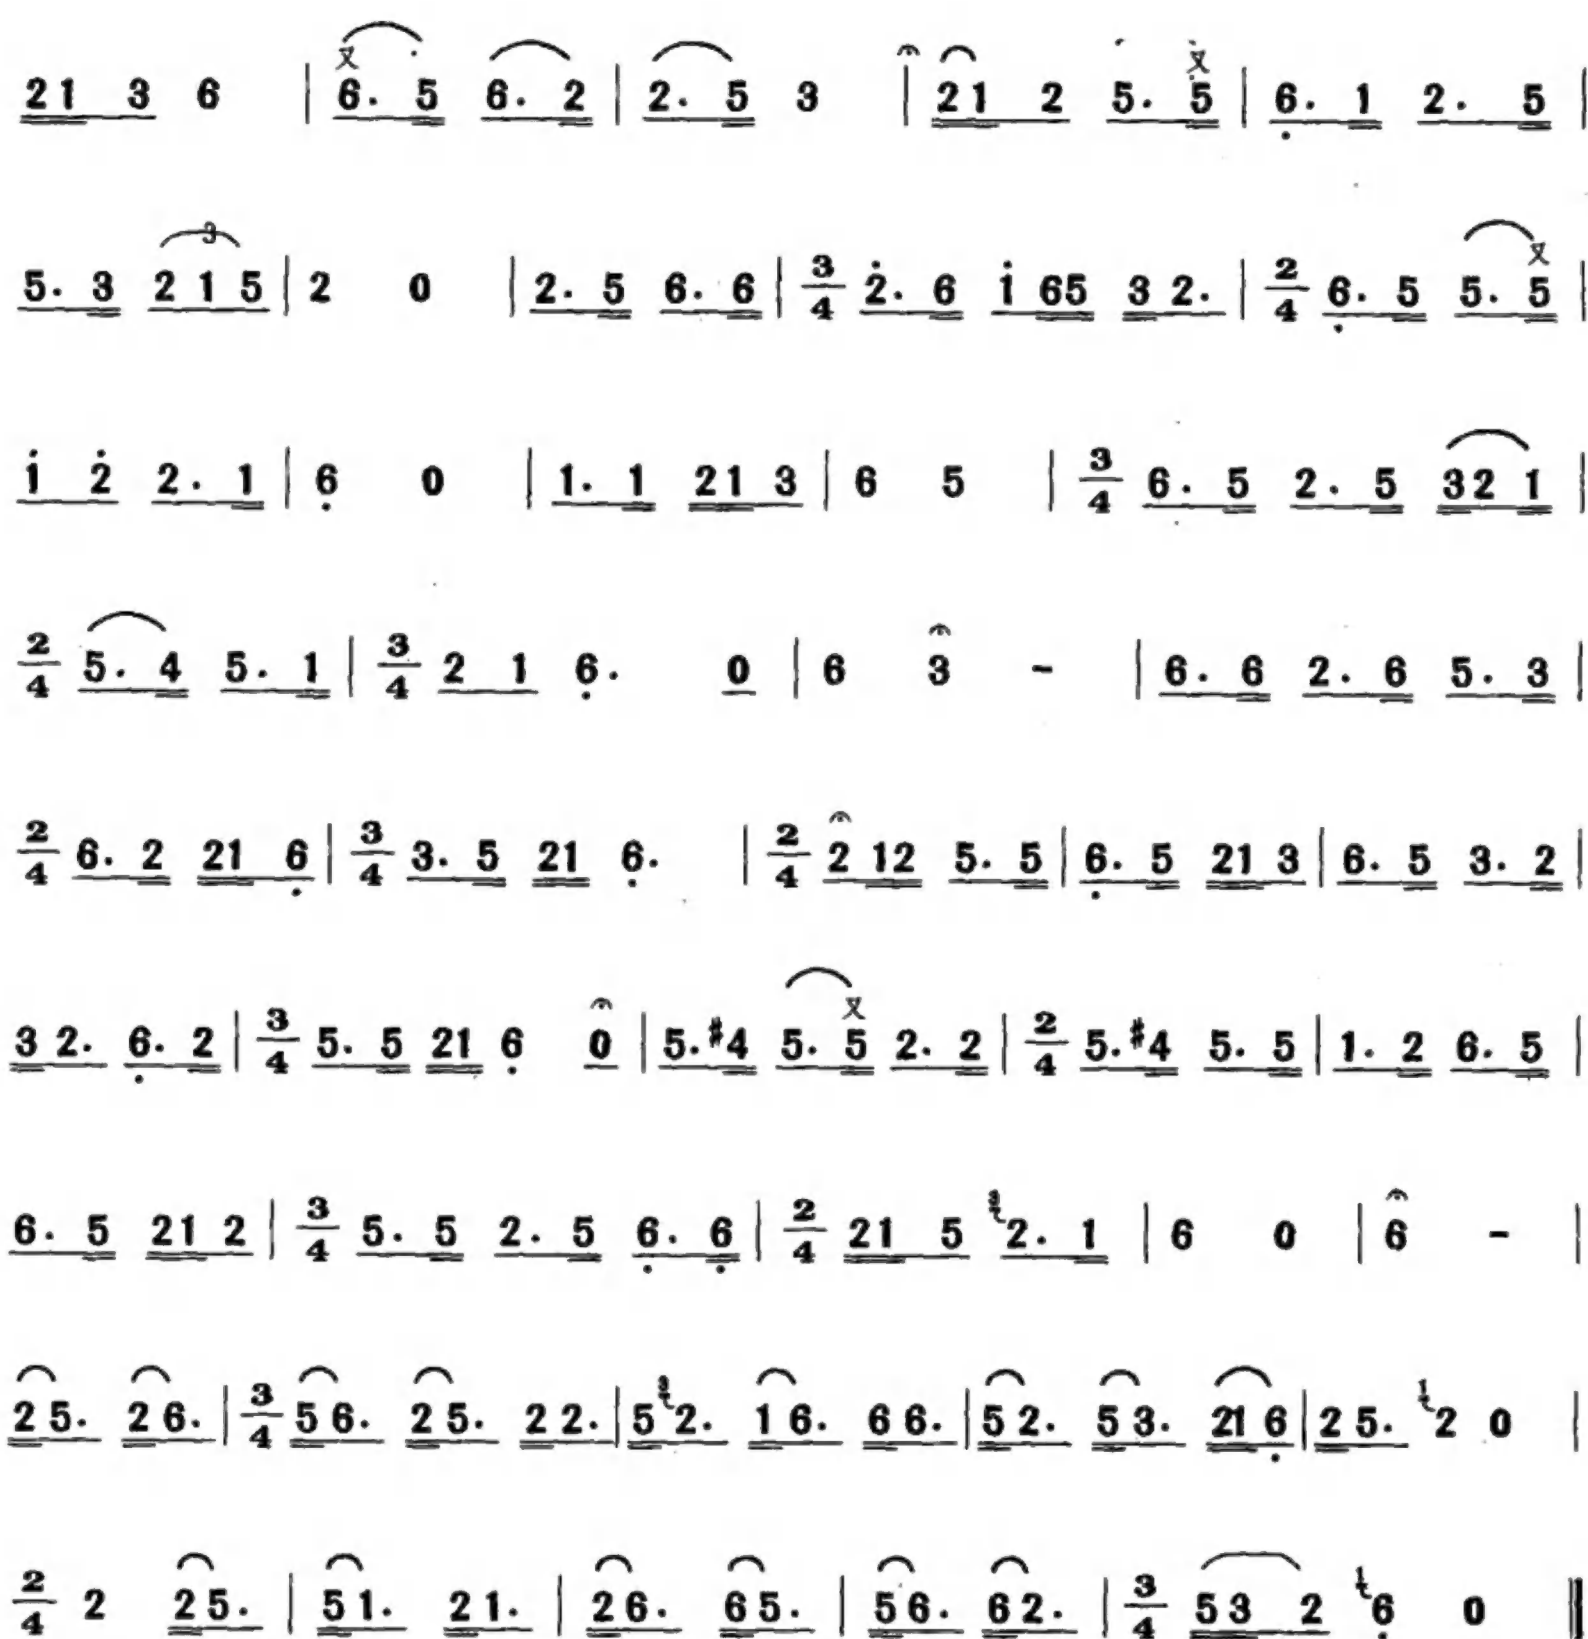 21 3 6 | 6. 5 6. 2 | 2. 5 3 | 21 2 5. 5 | 6̣. 1 2. 5 |
5. 3 2 1 5 | 2 0 | 2. 5 6. 6 | 3/4 2̇. 6 i̇ 65 3 2. | 2/4 6̣. 5 5. 5 |
i̇ 2̇ 2. 1 | 6̣ 0 | 1. 1 21 3 | 6 5 | 3/4 6. 5 2. 5 32 1 |
2/4 5. 4 5. 1 | 3/4 2 1 6̣. 0 | 6 3 - | 6. 6 2. 6 5. 3 |
2/4 6. 2 21 6̣ | 3/4 3. 5 21 6̣. | 2/4 2 12 5. 5 | 6̣. 5 21 3 | 6. 5 3. 2 |
3 2. 6̣. 2 | 3/4 5. 5 21 6̣ 0 | 5. #4 5. 5 2. 2 | 2/4 5. #4 5. 5 | 1. 2 6. 5 |
6. 5 21 2 | 3/4 5. 5 2. 5 6̣. 6̣ | 2/4 21 5 3 2. 1 | 6 0 | 6 - |
2 5. 2 6. | 3/4 5 6. 2 5. 2 2. | 5 3 2. 1 6. 6 6. | 5 2. 5 3. 21 6̣ | 2 5. 1 2 0 |
2/4 2 2 5. | 5 1. 2 1. | 2 6. 6 5. | 5 6. 6 2. | 3/4 53 2 1 6̣ 0 ‖